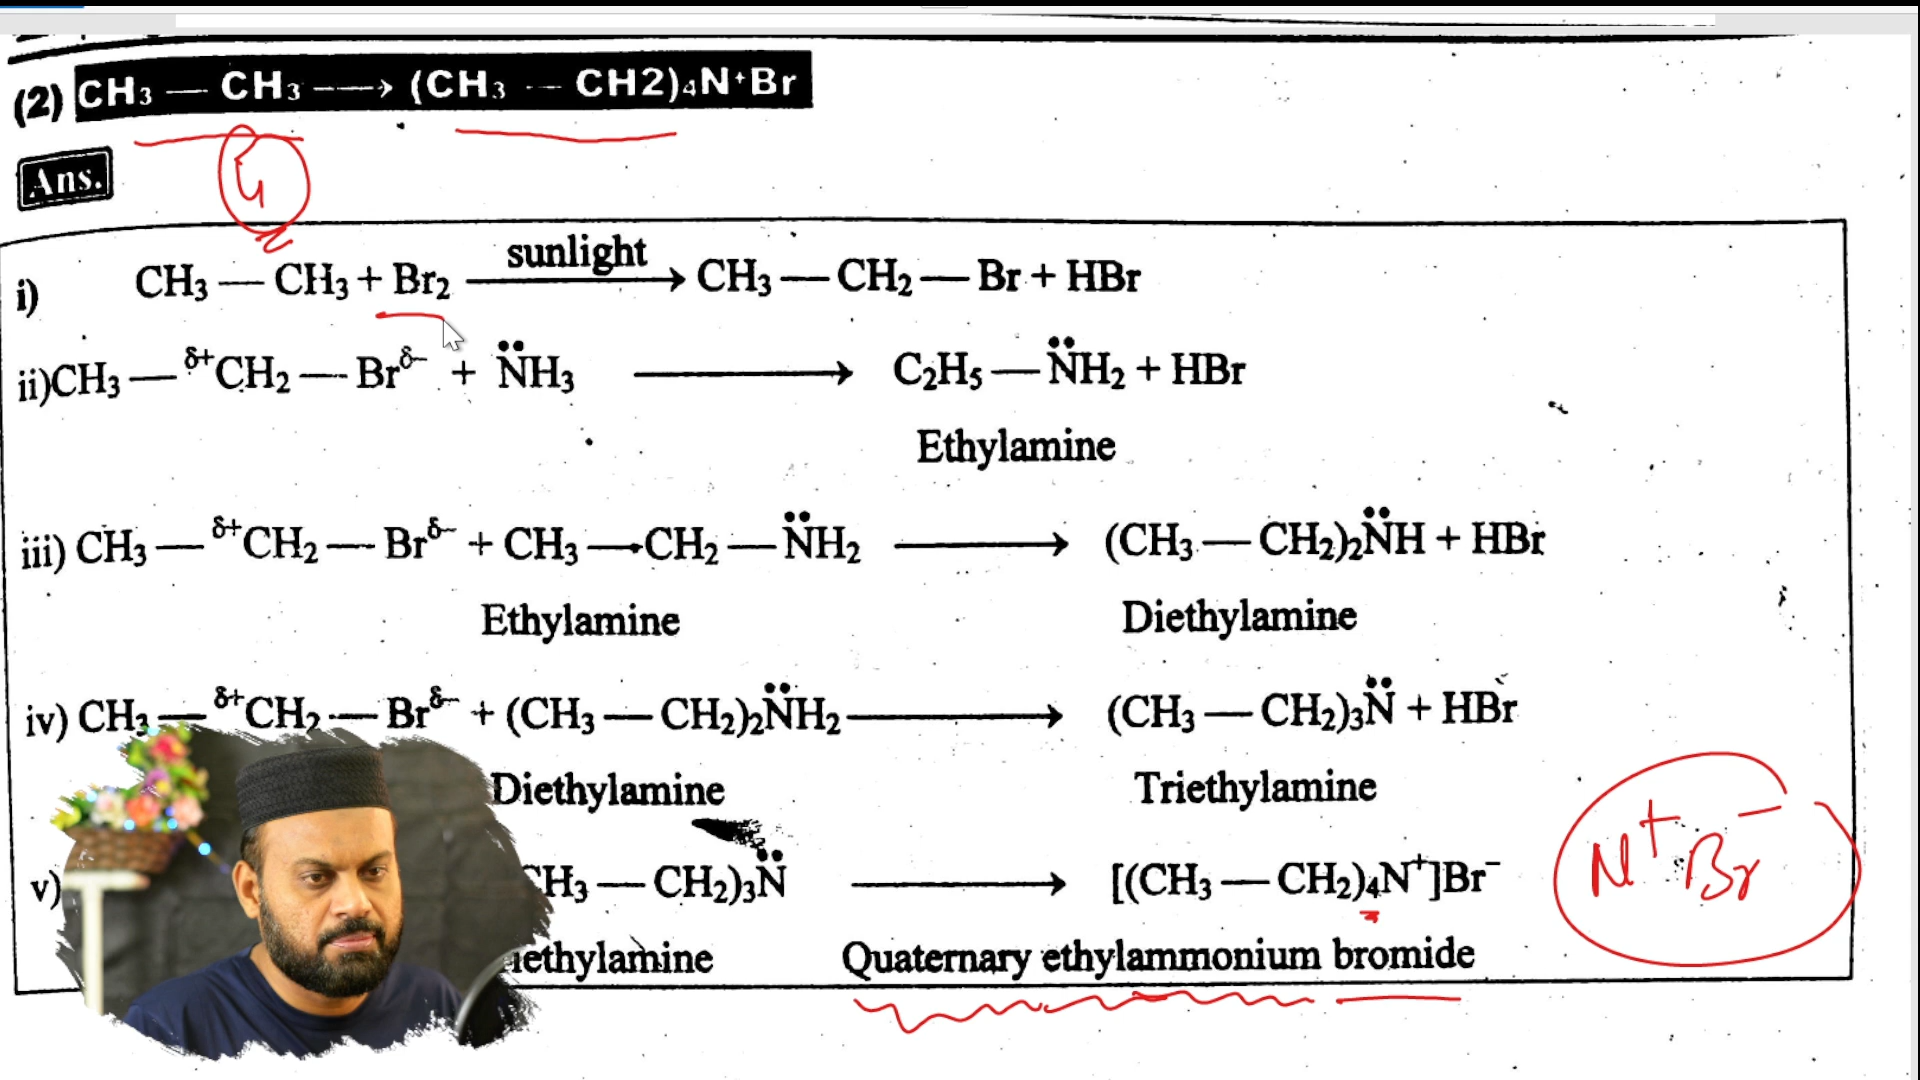 (2) CH₃ — CH₃ ---→ (CH₃ --- CH2)₄N⁺Br
Ans.
i) CH₃ — CH₃ + Br₂ sunlight → CH₃ — CH₂ — Br + HBr
ii) CH₃ — δ+CH₂ — Brδ− + N̈H₃ → C₂H₅ — N̈H₂ + HBr
Ethylamine
iii) CH₃ — δ+CH₂ — Brδ− + CH₃ — CH₂ — N̈H₂ → (CH₃ — CH₂)₂N̈H + HBr
Ethylamine Diethylamine
iv) CH₃ — δ+CH₂ — Brδ− + (CH₃ — CH₂)₂N̈H₂ → (CH₃ — CH₂)₃N̈ + HBr
Diethylamine Triethylamine
v) CH₃ — CH₂)₃N̈ → [(CH₃ — CH₂)₄N⁺]Br⁻ N⁺ Br⁻
iethylamine Quaternary ethylammonium bromide